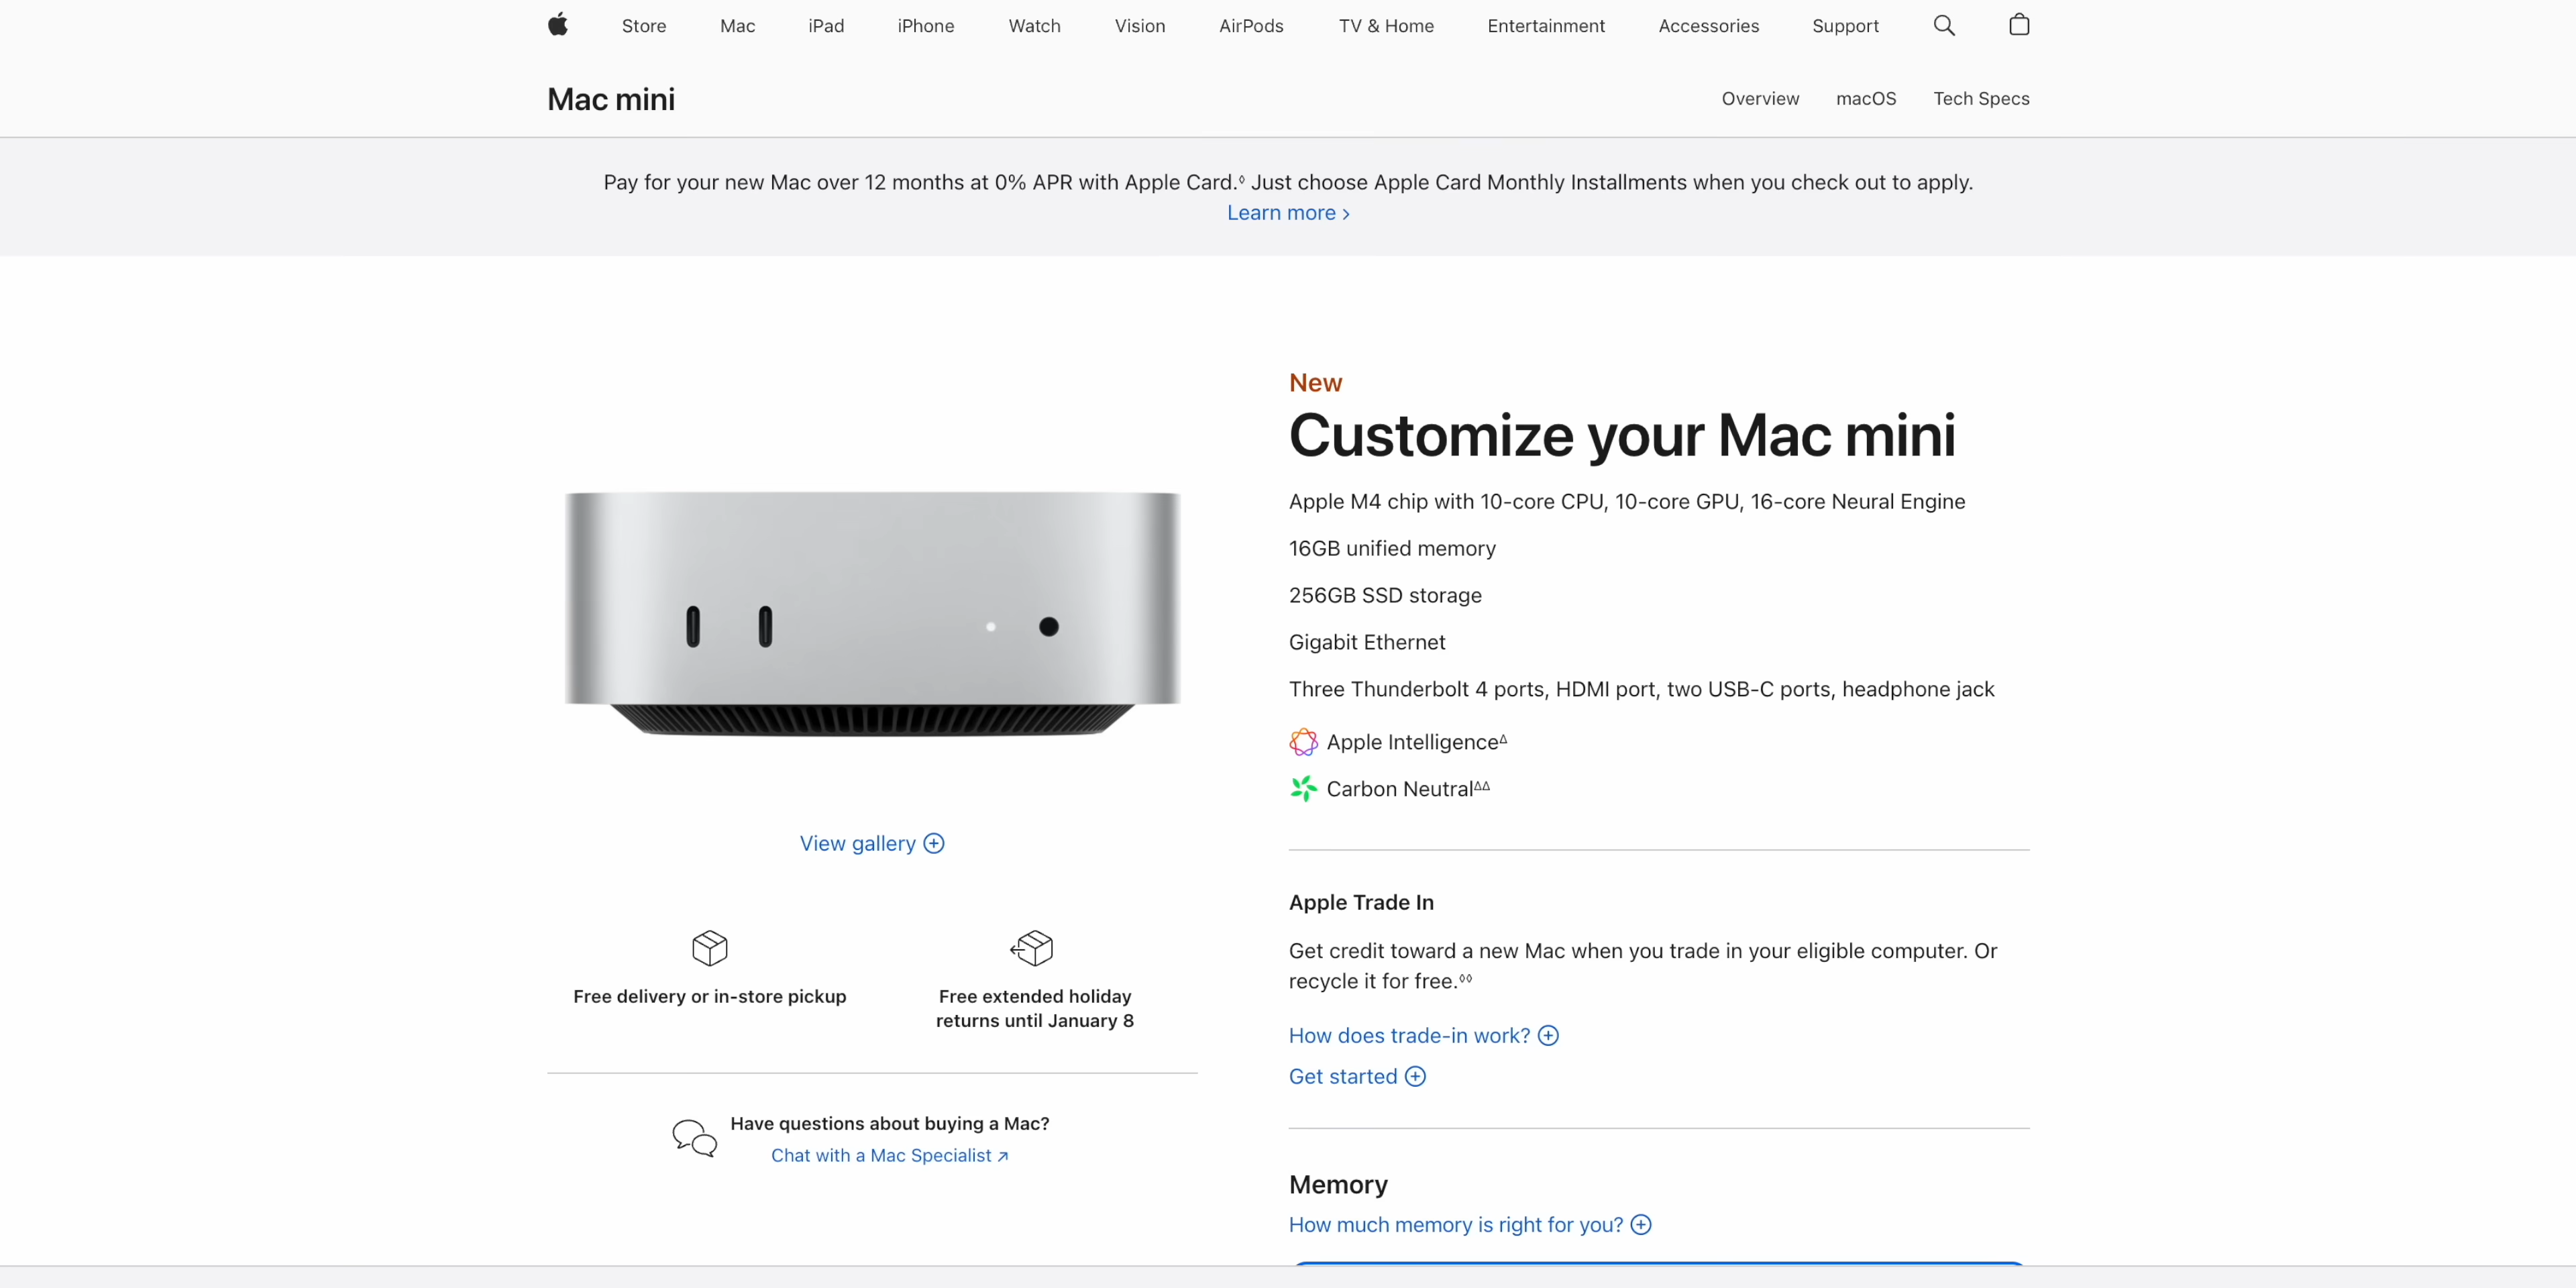 Store
Mac
iPad
iPhone
Watch
Vision
AirPods
TV & Home
Entertainment
Accessories
Support
Mac mini
Overview
macOS
Tech Specs
Pay for your new Mac over 12 months at 0% APR with Apple Card.◊ Just choose Apple Card Monthly Installments when you check out to apply.
Learn more >
New
Customize your Mac mini
Apple M4 chip with 10-core CPU, 10-core GPU, 16-core Neural Engine
16GB unified memory
256GB SSD storage
Gigabit Ethernet
Three Thunderbolt 4 ports, HDMI port, two USB-C ports, headphone jack
Apple IntelligenceΔ
Carbon NeutralΔΔ
View gallery
Free delivery or in-store pickup
Free extended holiday
returns until January 8
Have questions about buying a Mac?
Chat with a Mac Specialist ↗
Apple Trade In
Get credit toward a new Mac when you trade in your eligible computer. Or
recycle it for free.◊◊
How does trade-in work?
Get started
Memory
How much memory is right for you?